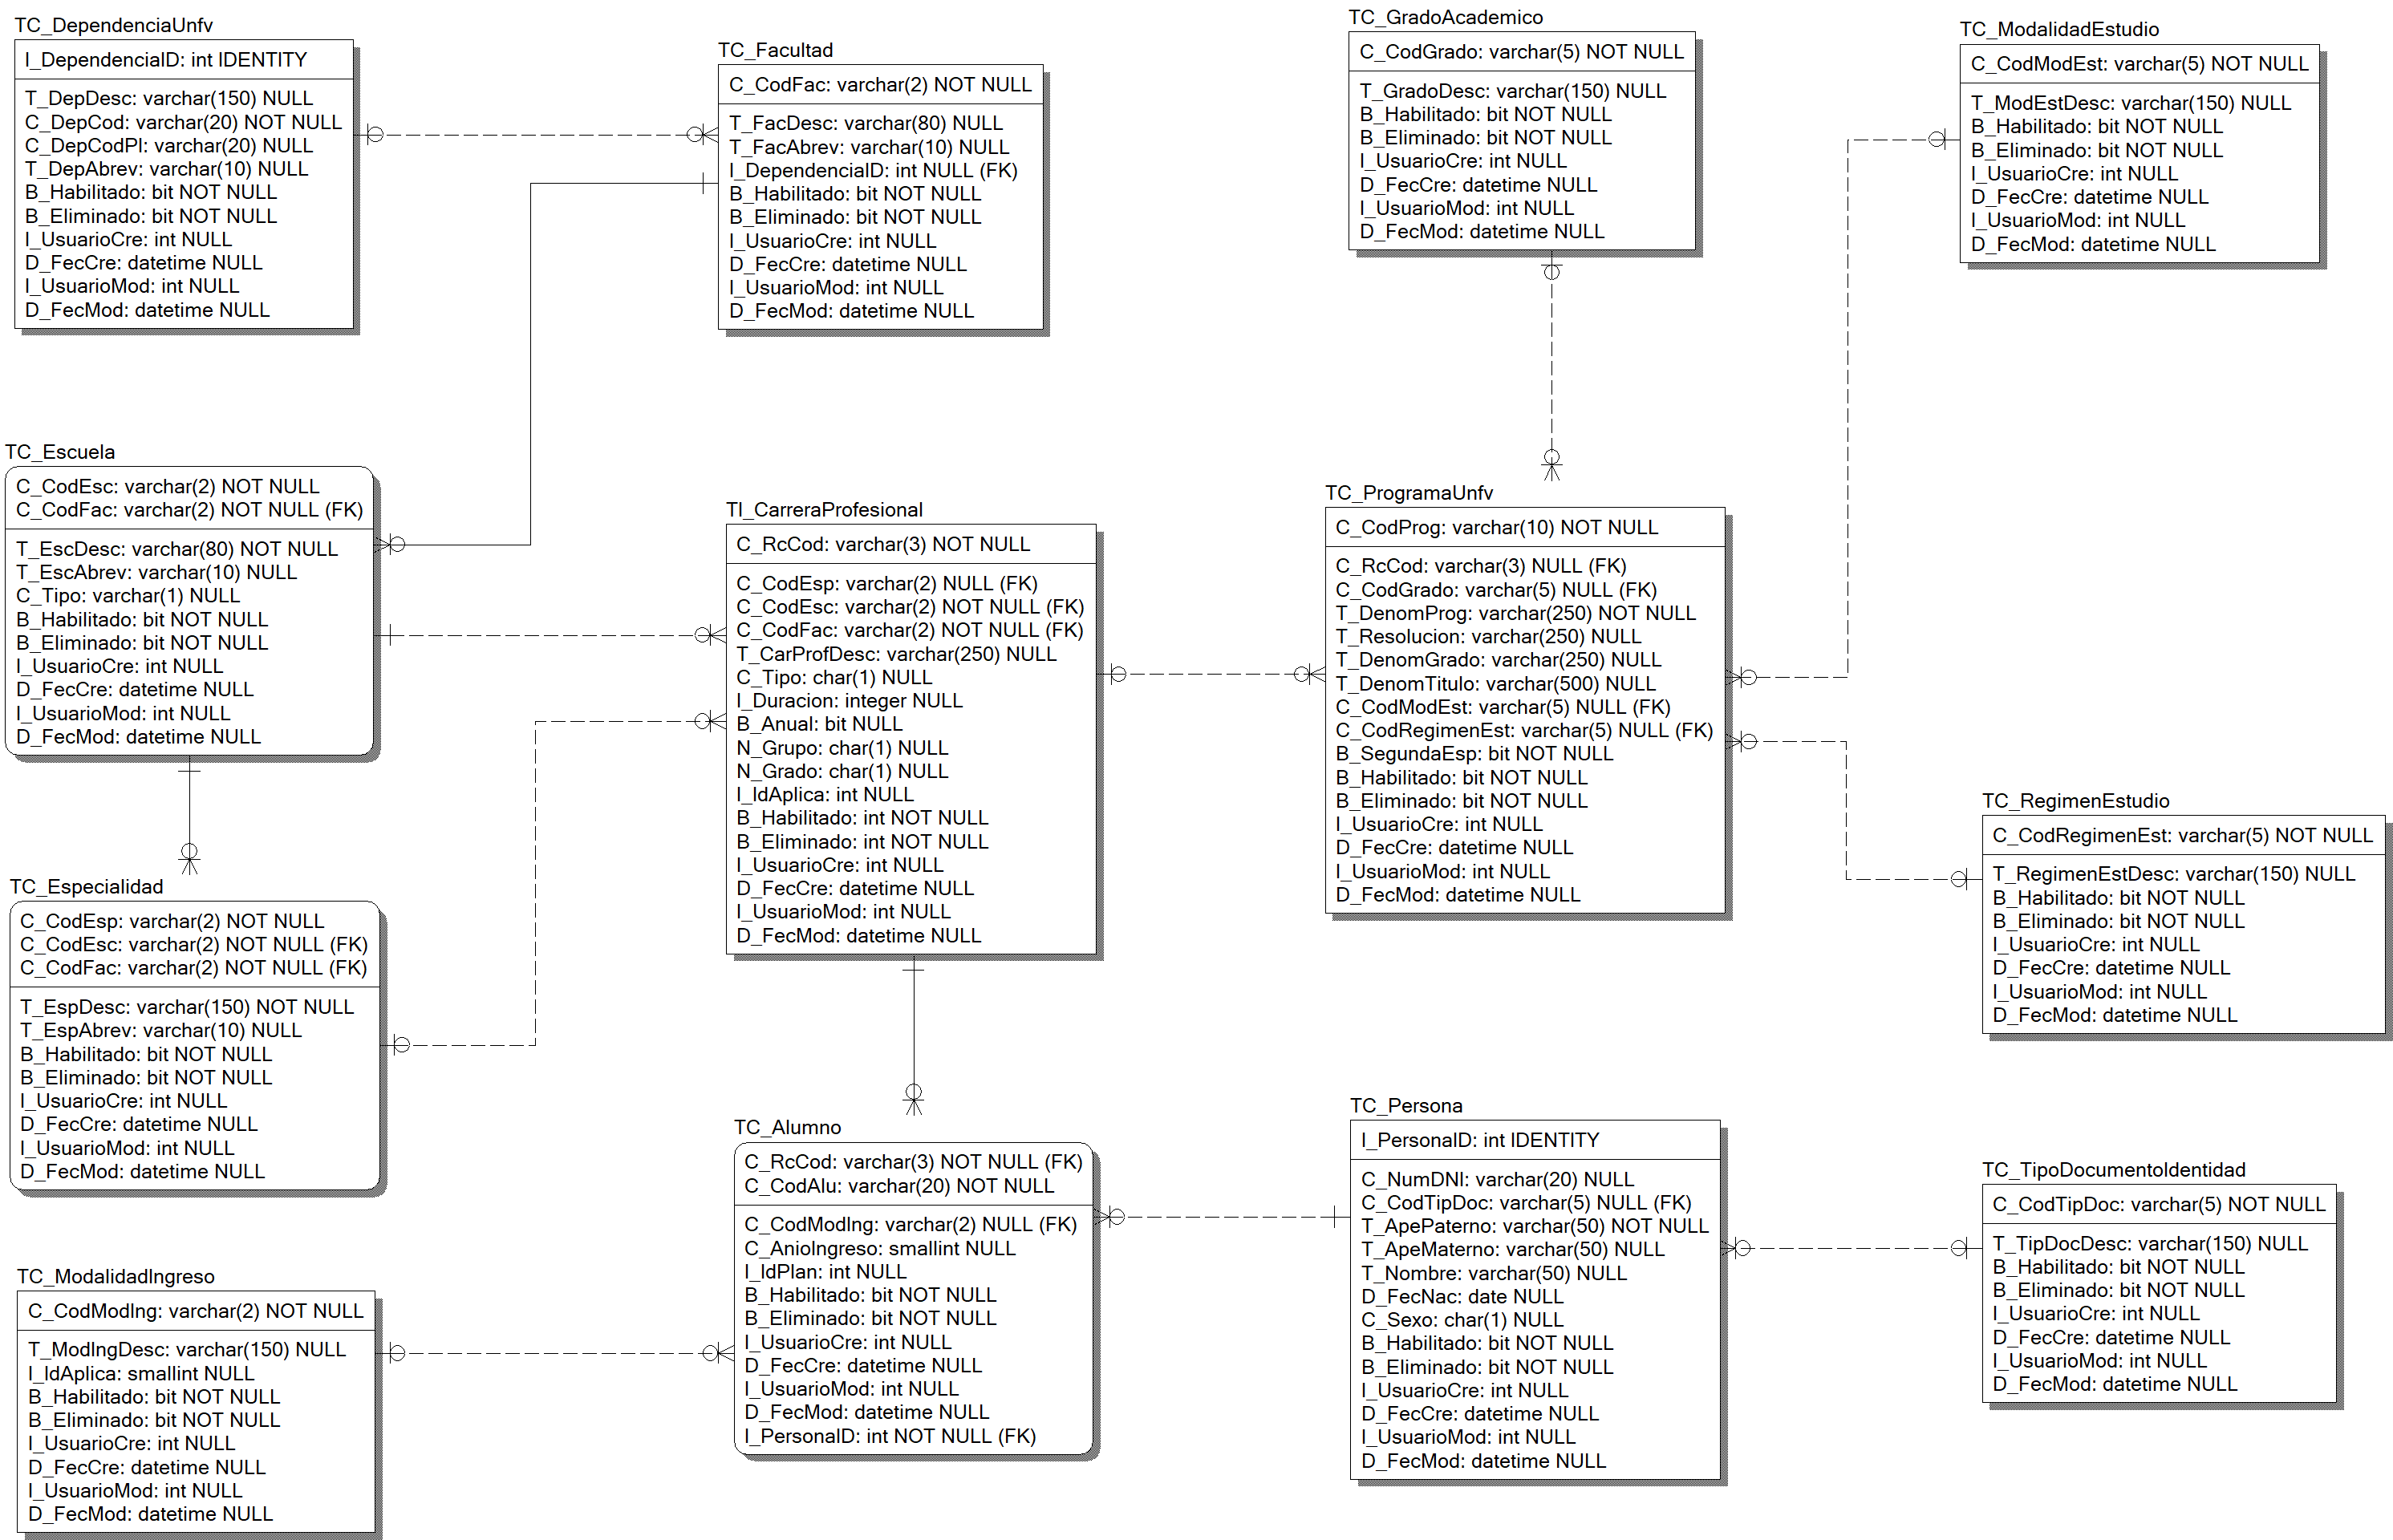 TC_DependenciaUnfv
I_DependenciaID: int IDENTITY
T_DepDesc: varchar(150) NULL
C_DepCod: varchar(20) NOT NULL
C_DepCodPl: varchar(20) NULL
T_DepAbrev: varchar(10) NULL
B_Habilitado: bit NOT NULL
B_Eliminado: bit NOT NULL
I_UsuarioCre: int NULL
D_FecCre: datetime NULL
I_UsuarioMod: int NULL
D_FecMod: datetime NULL
TC_Facultad
C_CodFac: varchar(2) NOT NULL
T_FacDesc: varchar(80) NULL
T_FacAbrev: varchar(10) NULL
I_DependenciaID: int NULL (FK)
B_Habilitado: bit NOT NULL
B_Eliminado: bit NOT NULL
I_UsuarioCre: int NULL
D_FecCre: datetime NULL
I_UsuarioMod: int NULL
D_FecMod: datetime NULL
TC_GradoAcademico
C_CodGrado: varchar(5) NOT NULL
T_GradoDesc: varchar(150) NULL
B_Habilitado: bit NOT NULL
B_Eliminado: bit NOT NULL
I_UsuarioCre: int NULL
D_FecCre: datetime NULL
I_UsuarioMod: int NULL
D_FecMod: datetime NULL
TC_ModalidadEstudio
C_CodModEst: varchar(5) NOT NULL
T_ModEstDesc: varchar(150) NULL
B_Habilitado: bit NOT NULL
B_Eliminado: bit NOT NULL
I_UsuarioCre: int NULL
D_FecCre: datetime NULL
I_UsuarioMod: int NULL
D_FecMod: datetime NULL
TC_Escuela
C_CodEsc: varchar(2) NOT NULL
C_CodFac: varchar(2) NOT NULL (FK)
T_EscDesc: varchar(80) NOT NULL
T_EscAbrev: varchar(10) NULL
C_Tipo: varchar(1) NULL
B_Habilitado: bit NOT NULL
B_Eliminado: bit NOT NULL
I_UsuarioCre: int NULL
D_FecCre: datetime NULL
I_UsuarioMod: int NULL
D_FecMod: datetime NULL
TI_CarreraProfesional
C_RcCod: varchar(3) NOT NULL
C_CodEsp: varchar(2) NULL (FK)
C_CodEsc: varchar(2) NOT NULL (FK)
C_CodFac: varchar(2) NOT NULL (FK)
T_CarProfDesc: varchar(250) NULL
C_Tipo: char(1) NULL
I_Duracion: integer NULL
B_Anual: bit NULL
N_Grupo: char(1) NULL
N_Grado: char(1) NULL
I_IdAplica: int NULL
B_Habilitado: int NOT NULL
B_Eliminado: int NOT NULL
I_UsuarioCre: int NULL
D_FecCre: datetime NULL
I_UsuarioMod: int NULL
D_FecMod: datetime NULL
TC_ProgramaUnfv
C_CodProg: varchar(10) NOT NULL
C_RcCod: varchar(3) NULL (FK)
C_CodGrado: varchar(5) NULL (FK)
T_DenomProg: varchar(250) NOT NULL
T_Resolucion: varchar(250) NULL
T_DenomGrado: varchar(250) NULL
T_DenomTitulo: varchar(500) NULL
C_CodModEst: varchar(5) NULL (FK)
C_CodRegimenEst: varchar(5) NULL (FK)
B_SegundaEsp: bit NOT NULL
B_Habilitado: bit NOT NULL
B_Eliminado: bit NOT NULL
I_UsuarioCre: int NULL
D_FecCre: datetime NULL
I_UsuarioMod: int NULL
D_FecMod: datetime NULL
TC_RegimenEstudio
C_CodRegimenEst: varchar(5) NOT NULL
T_RegimenEstDesc: varchar(150) NULL
B_Habilitado: bit NOT NULL
B_Eliminado: bit NOT NULL
I_UsuarioCre: int NULL
D_FecCre: datetime NULL
I_UsuarioMod: int NULL
D_FecMod: datetime NULL
TC_Especialidad
C_CodEsp: varchar(2) NOT NULL
C_CodEsc: varchar(2) NOT NULL (FK)
C_CodFac: varchar(2) NOT NULL (FK)
T_EspDesc: varchar(150) NOT NULL
T_EspAbrev: varchar(10) NULL
B_Habilitado: bit NOT NULL
B_Eliminado: bit NOT NULL
I_UsuarioCre: int NULL
D_FecCre: datetime NULL
I_UsuarioMod: int NULL
D_FecMod: datetime NULL
TC_Alumno
C_RcCod: varchar(3) NOT NULL (FK)
C_CodAlu: varchar(20) NOT NULL
C_CodModIng: varchar(2) NULL (FK)
C_AnioIngreso: smallint NULL
I_IdPlan: int NULL
B_Habilitado: bit NOT NULL
B_Eliminado: bit NOT NULL
I_UsuarioCre: int NULL
D_FecCre: datetime NULL
I_UsuarioMod: int NULL
D_FecMod: datetime NULL
I_PersonaID: int NOT NULL (FK)
TC_Persona
I_PersonaID: int IDENTITY
C_NumDNI: varchar(20) NULL
C_CodTipDoc: varchar(5) NULL (FK)
T_ApePaterno: varchar(50) NOT NULL
T_ApeMaterno: varchar(50) NULL
T_Nombre: varchar(50) NULL
D_FecNac: date NULL
C_Sexo: char(1) NULL
B_Habilitado: bit NOT NULL
B_Eliminado: bit NOT NULL
I_UsuarioCre: int NULL
D_FecCre: datetime NULL
I_UsuarioMod: int NULL
D_FecMod: datetime NULL
TC_TipoDocumentoIdentidad
C_CodTipDoc: varchar(5) NOT NULL
T_TipDocDesc: varchar(150) NULL
B_Habilitado: bit NOT NULL
B_Eliminado: bit NOT NULL
I_UsuarioCre: int NULL
D_FecCre: datetime NULL
I_UsuarioMod: int NULL
D_FecMod: datetime NULL
TC_ModalidadIngreso
C_CodModIng: varchar(2) NOT NULL
T_ModIngDesc: varchar(150) NULL
I_IdAplica: smallint NULL
B_Habilitado: bit NOT NULL
B_Eliminado: bit NOT NULL
I_UsuarioCre: int NULL
D_FecCre: datetime NULL
I_UsuarioMod: int NULL
D_FecMod: datetime NULL